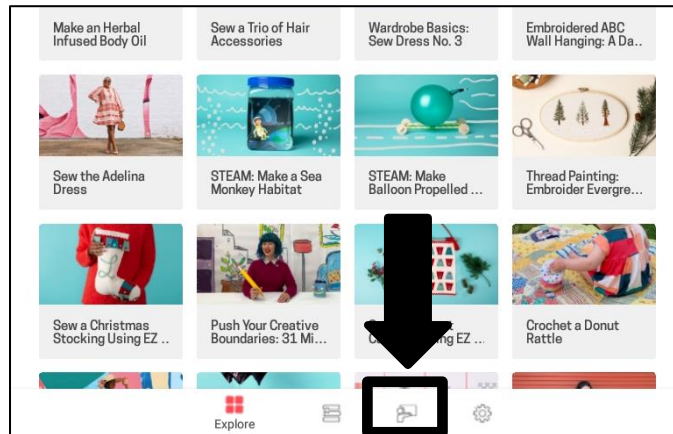 Make an Herbal
Infused Body Oil
Sew a Trio of Hair
Accessories
Wardrobe Basics:
Sew Dress No. 3
Embroidered ABC
Wall Hanging: A Da..
Sew the Adelina
Dress
STEAM: Make a Sea
Monkey Habitat
STEAM: Make
Balloon Propelled ...
Thread Painting:
Embroider Evergre...
Sew a Christmas
Stocking Using EZ ..
Push Your Creative
Boundaries: 31 Mi...
EZ ...
Crochet a Donut
Rattle
Explore